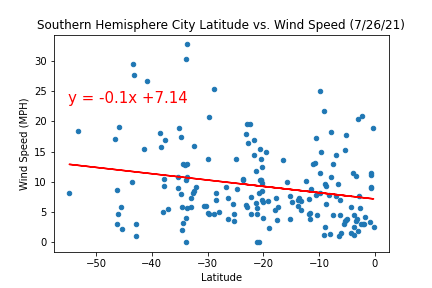 Southern Hemisphere City Latitude vs. Wind Speed (7/26/21)
30
25
y = -0.1x +7.14
20
15
10
5
0
Wind Speed (MPH)
−50 −40 −30 −20 −10 0
Latitude